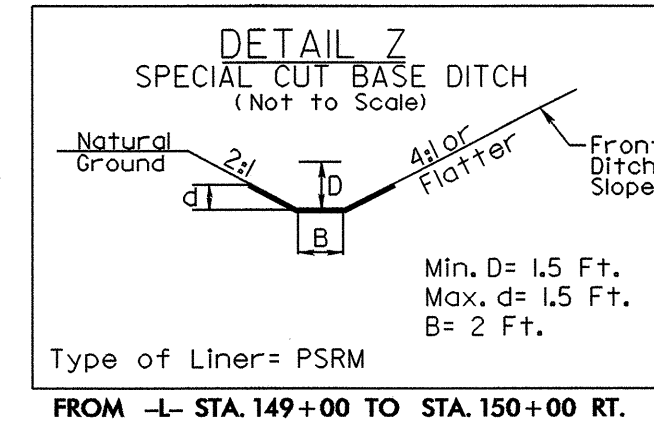 DETAIL Z
SPECIAL CUT BASE DITCH
(Not to Scale)
Natural
Ground
2:1
4:1 or
Flatter
Front
Ditch
Slope
d
D
B
Min. D= 1.5 Ft.
Max. d= 1.5 Ft.
B= 2 Ft.
Type of Liner= PSRM
FROM -L- STA. 149+00 TO STA. 150+00 RT.